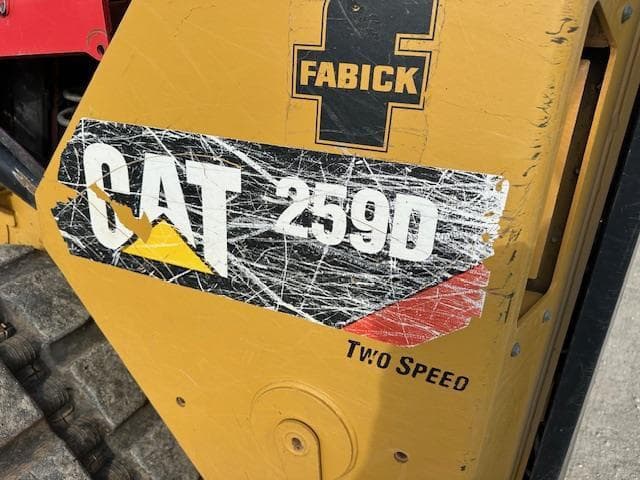 FABICK
CAT 259D
TWO SPEED